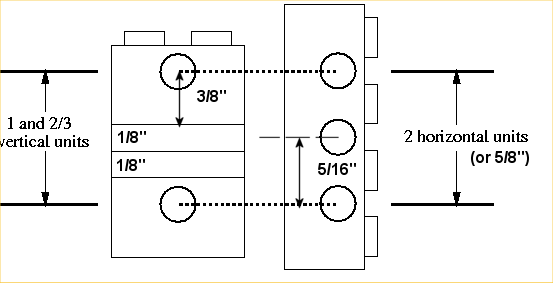 3/8"
1 and 2/3
vertical units
1/8"
1/8"
5/16"
2 horizontal units
(or 5/8")